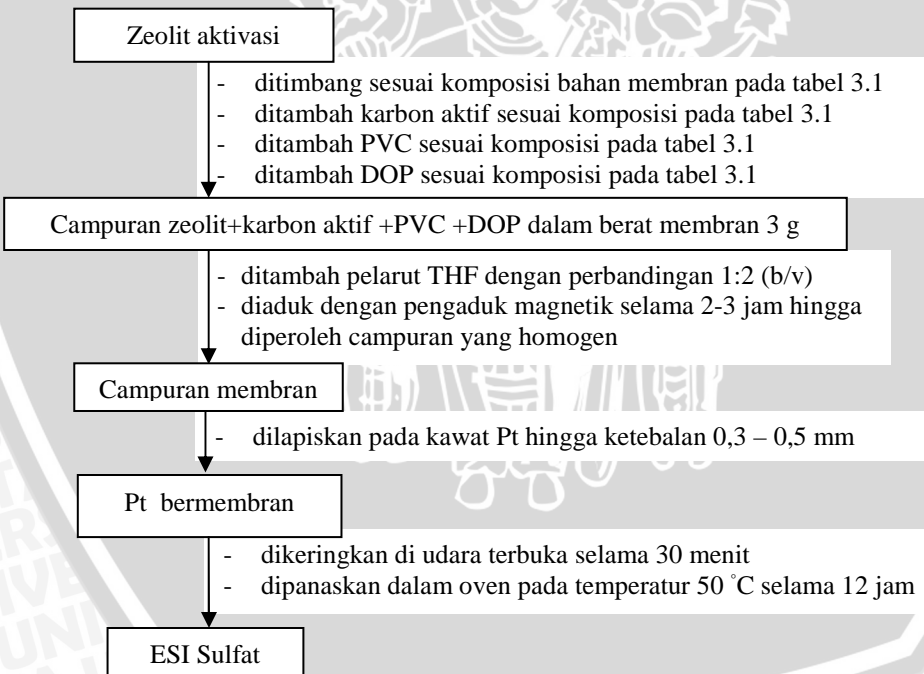 Zeolit aktivasi
- ditimbang sesuai komposisi bahan membran pada tabel 3.1
- ditambah karbon aktif sesuai komposisi pada tabel 3.1
- ditambah PVC sesuai komposisi pada tabel 3.1
- ditambah DOP sesuai komposisi pada tabel 3.1
Campuran zeolit+karbon aktif +PVC +DOP dalam berat membran 3 g
- ditambah pelarut THF dengan perbandingan 1:2 (b/v)
- diaduk dengan pengaduk magnetik selama 2-3 jam hingga
diperoleh campuran yang homogen
Campuran membran
- dilapiskan pada kawat Pt hingga ketebalan 0,3 – 0,5 mm
Pt bermembran
- dikeringkan di udara terbuka selama 30 menit
- dipanaskan dalam oven pada temperatur 50 °C selama 12 jam
ESI Sulfat